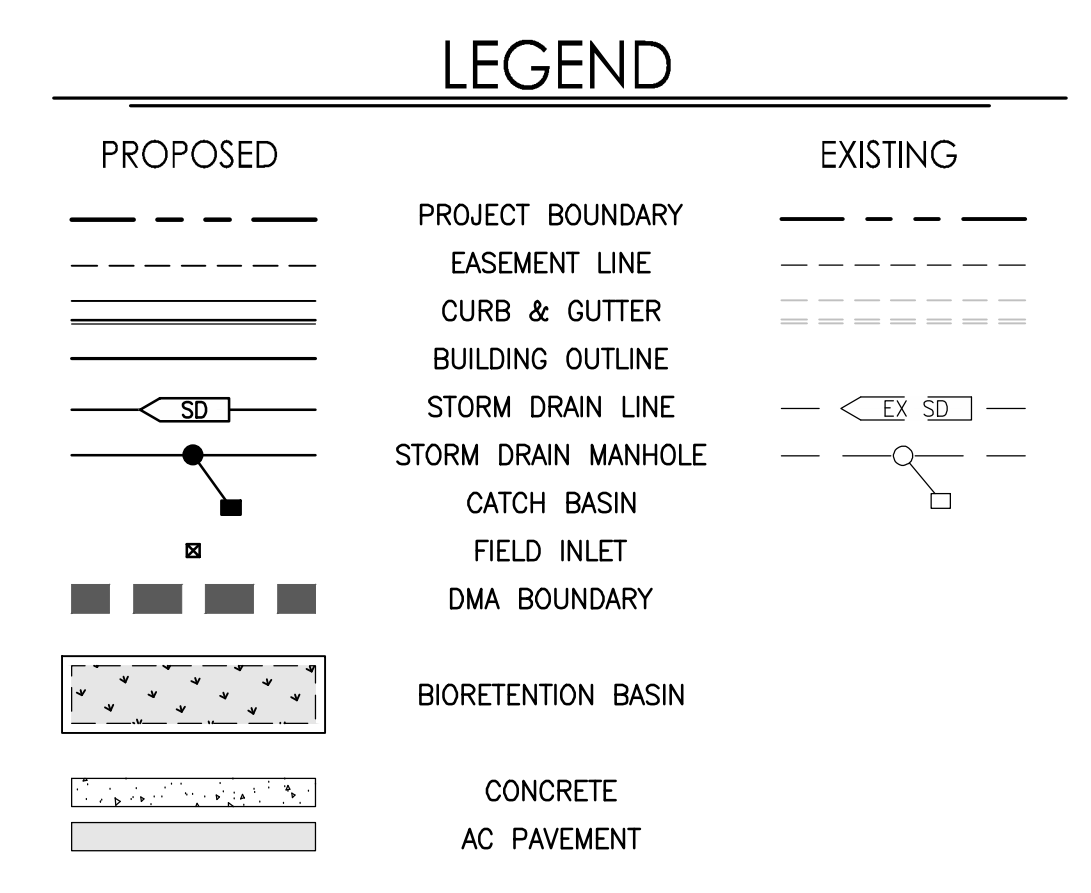 LEGEND
PROPOSED EXISTING
PROJECT BOUNDARY
EASEMENT LINE
CURB & GUTTER
BUILDING OUTLINE
SD STORM DRAIN LINE EX SD
STORM DRAIN MANHOLE
CATCH BASIN
FIELD INLET
DMA BOUNDARY
BIORETENTION BASIN
CONCRETE
AC PAVEMENT